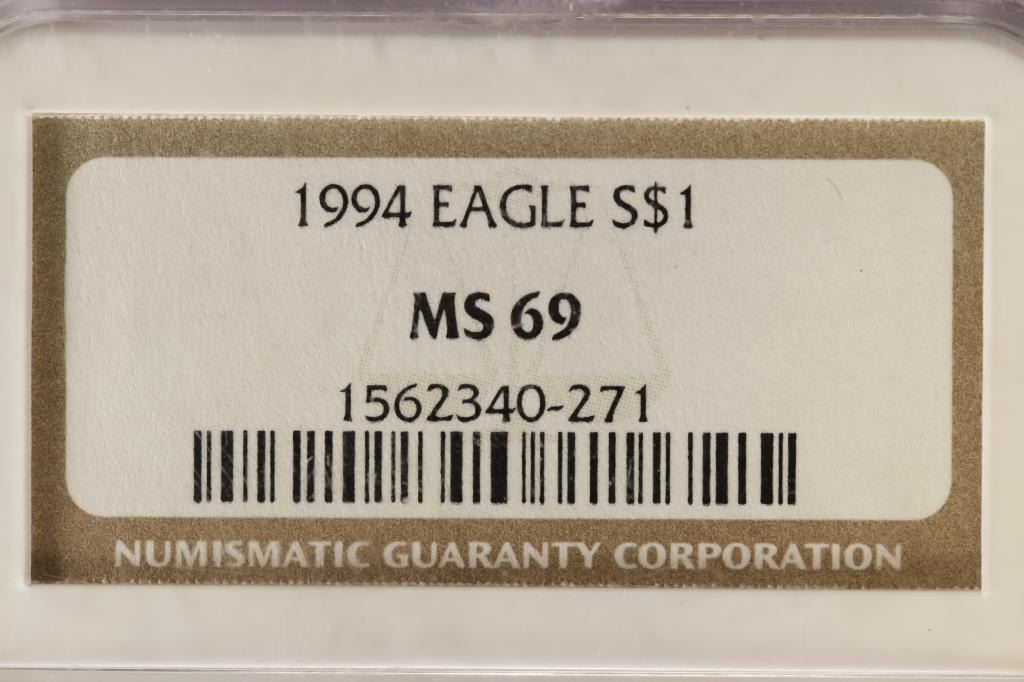 1994 EAGLE S$1
MS 69
1562340-271
NUMISMATIC GUARANTY CORPORATION